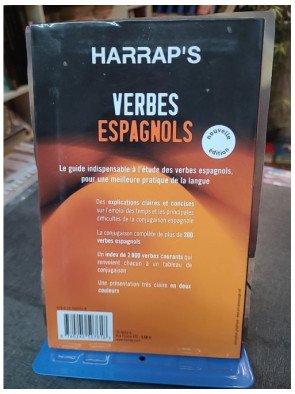 HARRAP'S
VERBES
ESPAGNOLS
nouvelle
édition
Le guide indispensable à l'étude des verbes espagnols,
pour une meilleure pratique de la langue
Des explications claires et concises
sur l'emploi des temps et les principales
difficultés de la conjugaison espagnole
La conjugaison complète de plus de 200
verbes espagnols
Un index de 2 800 verbes courants qui
renvoient chacun à un tableau de
conjugaison
Une présentation très claire en deux
couleurs